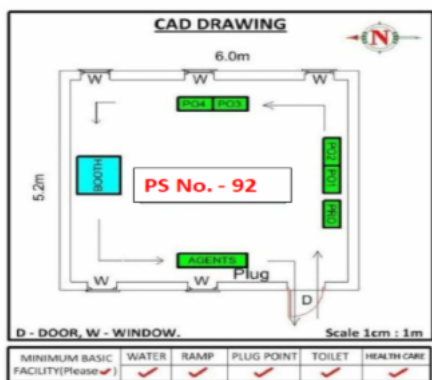 CAD DRAWING
N
6.0m
W W W
PO4 PO3
5.2m
BOOTH
PS No. - 92
PO2 PO1
PRO
AGENTS
Plug
W W
D
D - DOOR, W - WINDOW.
Scale 1cm : 1m
MINIMUM BASIC FACILITY(Please ✓)
WATER
RAMP
PLUG POINT
TOILET
HEALTH CARE
✓ ✓ ✓ ✓ ✓